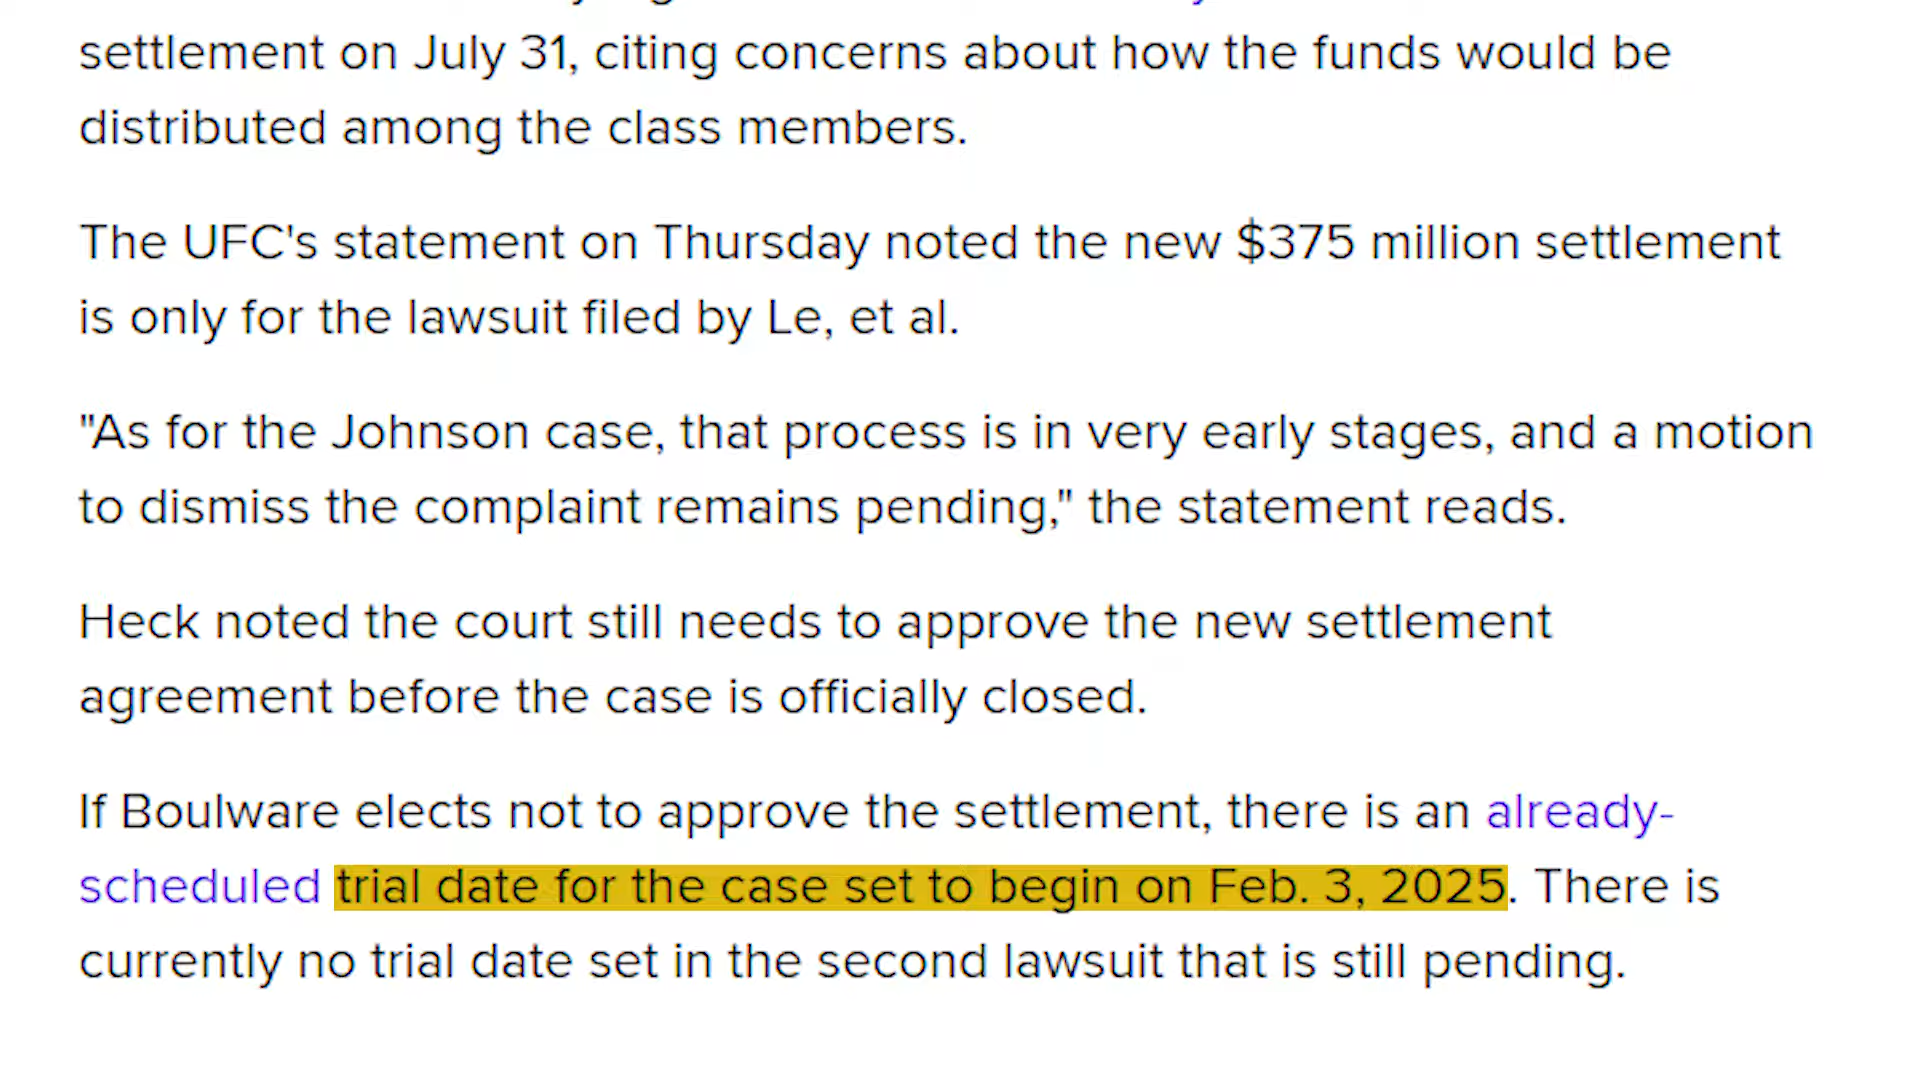 settlement on July 31, citing concerns about how the funds would be
distributed among the class members.
The UFC's statement on Thursday noted the new $375 million settlement
is only for the lawsuit filed by Le, et al.
"As for the Johnson case, that process is in very early stages, and a motion
to dismiss the complaint remains pending," the statement reads.
Heck noted the court still needs to approve the new settlement
agreement before the case is officially closed.
If Boulware elects not to approve the settlement, there is an already-
scheduled trial date for the case set to begin on Feb. 3, 2025. There is
currently no trial date set in the second lawsuit that is still pending.